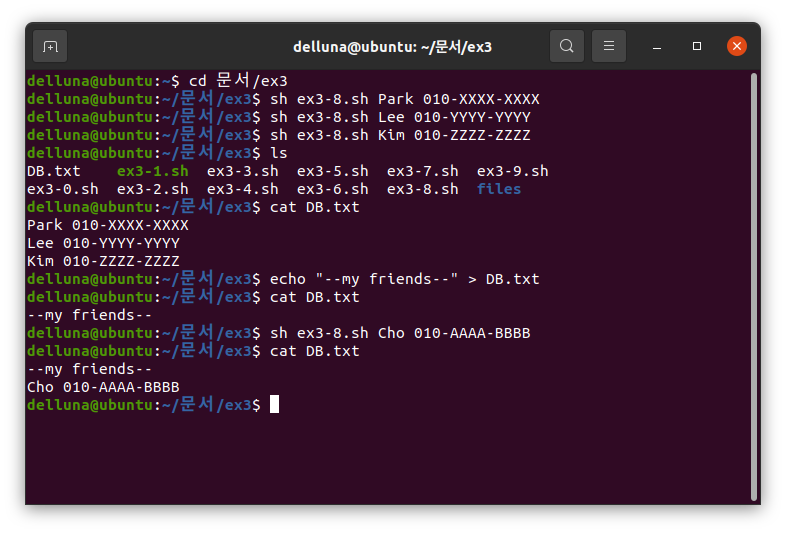 delluna@ubuntu: ~/문서/ex3
delluna@ubuntu:~$ cd 문서/ex3
delluna@ubuntu:~/문서/ex3$ sh ex3-8.sh Park 010-XXXX-XXXX
delluna@ubuntu:~/문서/ex3$ sh ex3-8.sh Lee 010-YYYY-YYYY
delluna@ubuntu:~/문서/ex3$ sh ex3-8.sh Kim 010-ZZZZ-ZZZZ
delluna@ubuntu:~/문서/ex3$ ls
DB.txt    ex3-1.sh  ex3-3.sh  ex3-5.sh  ex3-7.sh  ex3-9.sh
ex3-0.sh  ex3-2.sh  ex3-4.sh  ex3-6.sh  ex3-8.sh  files
delluna@ubuntu:~/문서/ex3$ cat DB.txt
Park 010-XXXX-XXXX
Lee 010-YYYY-YYYY
Kim 010-ZZZZ-ZZZZ
delluna@ubuntu:~/문서/ex3$ echo "--my friends--" > DB.txt
delluna@ubuntu:~/문서/ex3$ cat DB.txt
--my friends--
delluna@ubuntu:~/문서/ex3$ sh ex3-8.sh Cho 010-AAAA-BBBB
delluna@ubuntu:~/문서/ex3$ cat DB.txt
--my friends--
Cho 010-AAAA-BBBB
delluna@ubuntu:~/문서/ex3$